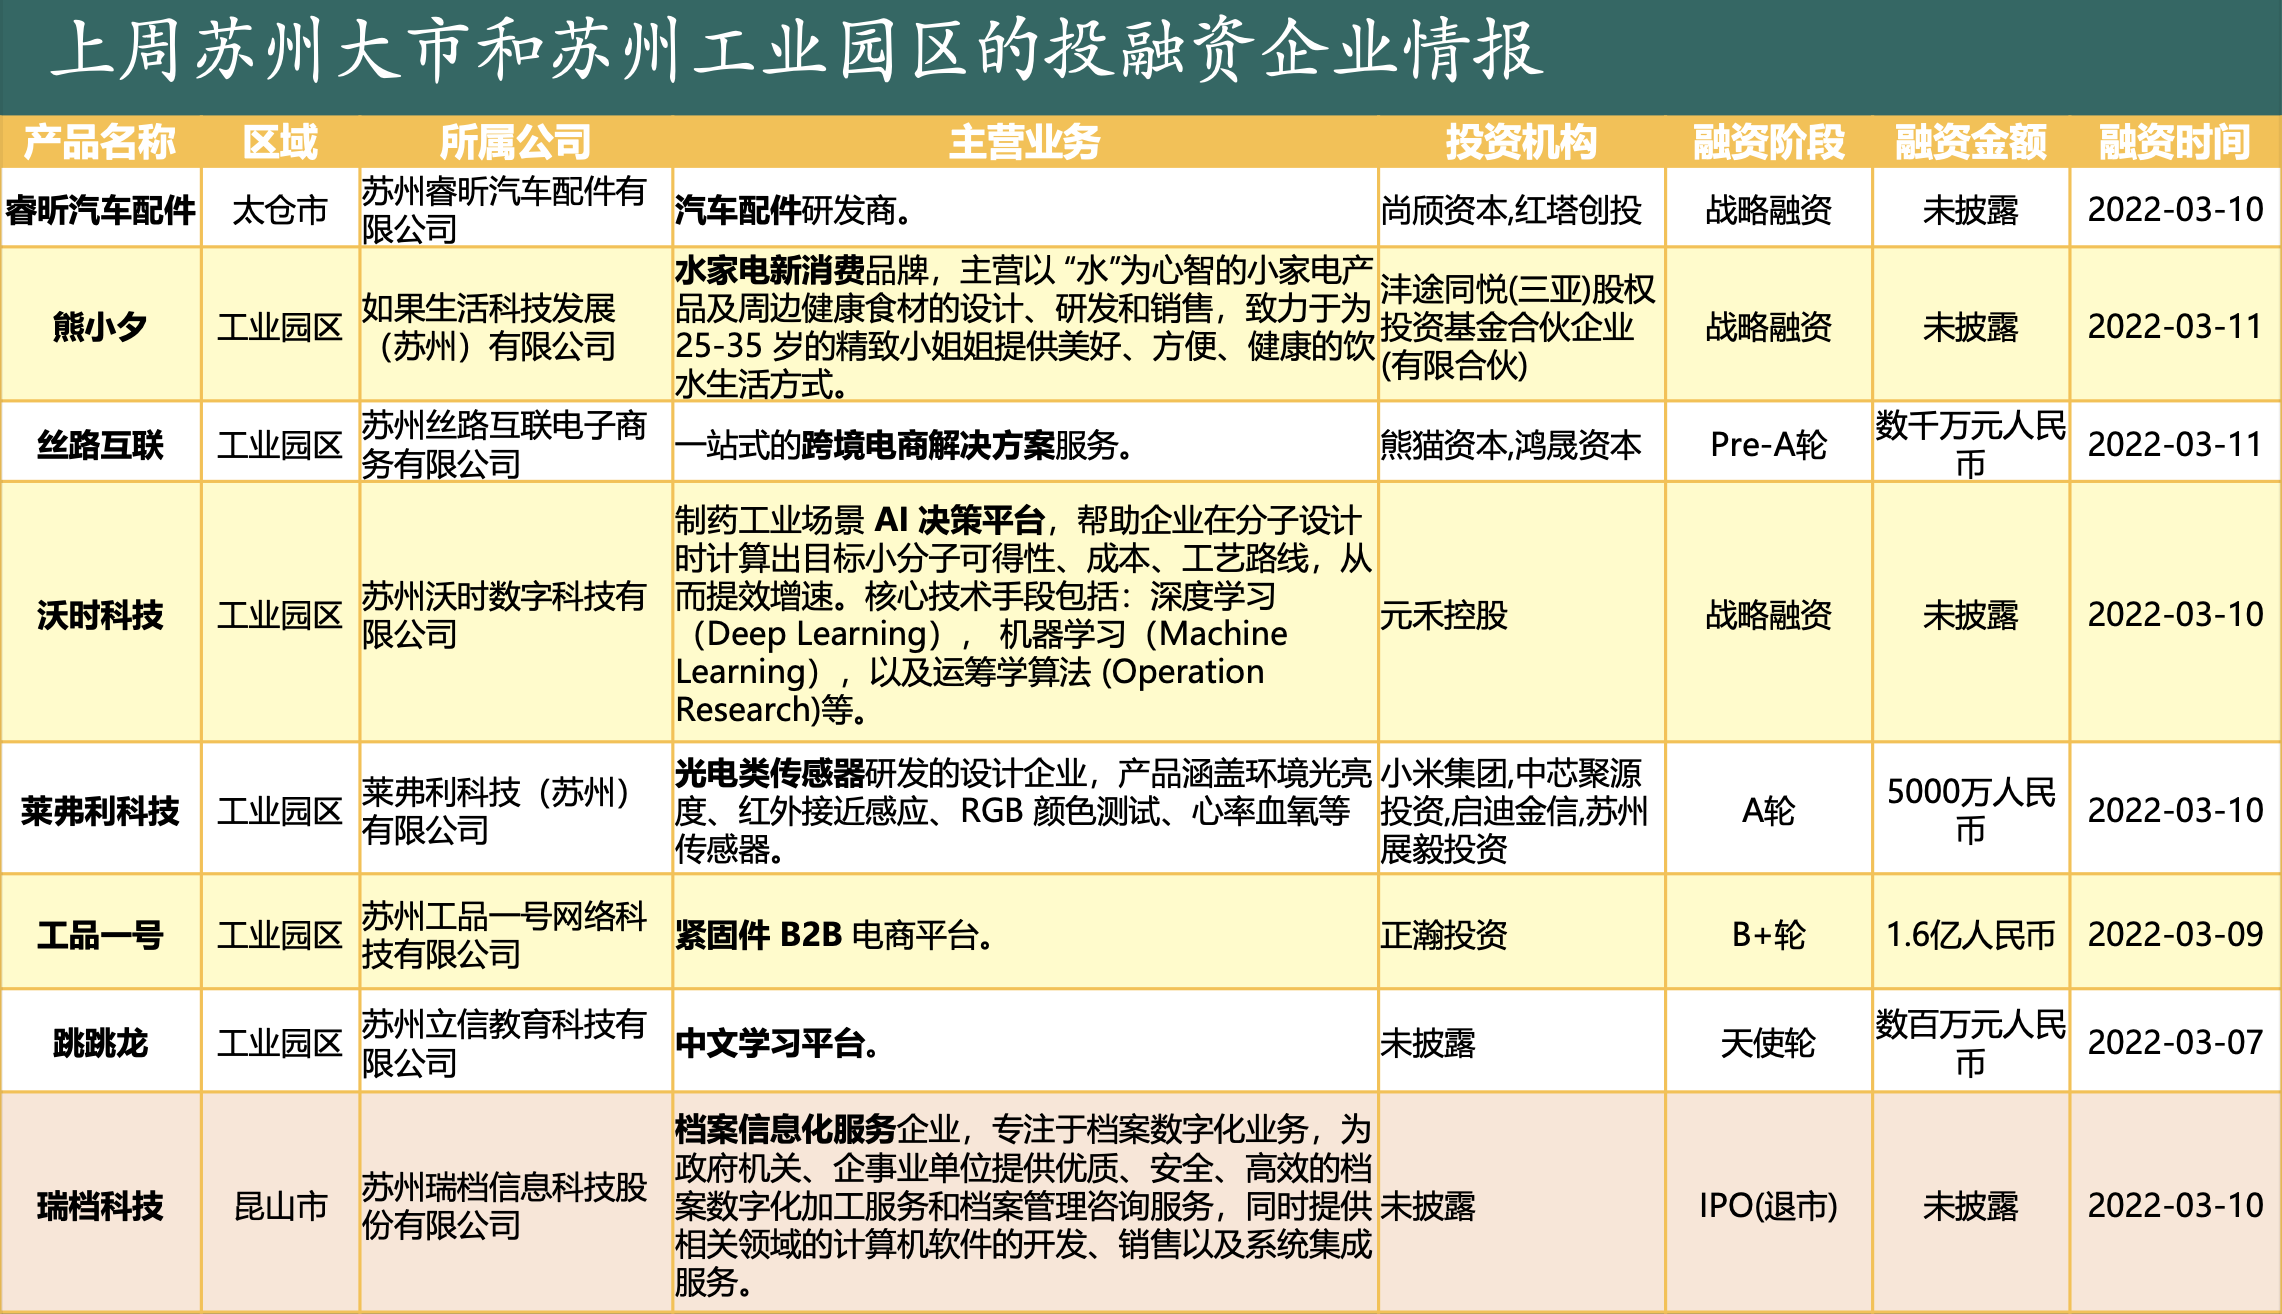 上周苏州大市和苏州工业园区的投融资企业情报
产品名称 区域 所属公司 主营业务 投资机构 融资阶段 融资金额 融资时间
睿昕汽车配件 太仓市 苏州睿昕汽车配件有
限公司 汽车配件研发商。 尚颀资本,红塔创投 战略融资 未披露 2022-03-10
熊小夕 工业园区 如果生活科技发展
（苏州）有限公司
水家电新消费品牌，主营以 “水”为心智的小家电产
品及周边健康食材的设计、研发和销售，致力于为
25-35 岁的精致小姐姐提供美好、方便、健康的饮
水生活方式。
沣途同悦(三亚)股权
投资基金合伙企业
(有限合伙)
战略融资 未披露 2022-03-11
丝路互联 工业园区 苏州丝路互联电子商
务有限公司 一站式的跨境电商解决方案服务。 熊猫资本,鸿晟资本 Pre-A轮 数千万元人民
币 2022-03-11
沃时科技 工业园区 苏州沃时数字科技有
限公司
制药工业场景 AI 决策平台，帮助企业在分子设计
时计算出目标小分子可得性、成本、工艺路线，从
而提效增速。核心技术手段包括：深度学习
（Deep Learning）， 机器学习（Machine
Learning），以及运筹学算法 (Operation
Research)等。
元禾控股 战略融资 未披露 2022-03-10
莱弗利科技 工业园区 莱弗利科技（苏州）
有限公司
光电类传感器研发的设计企业，产品涵盖环境光亮
度、红外接近感应、RGB 颜色测试、心率血氧等
传感器。
小米集团,中芯聚源
投资,启迪金信,苏州
展毅投资
A轮 5000万人民
币 2022-03-10
工品一号 工业园区 苏州工品一号网络科
技有限公司 紧固件 B2B 电商平台。 正瀚投资 B+轮 1.6亿人民币 2022-03-09
跳跳龙 工业园区 苏州立信教育科技有
限公司 中文学习平台。 未披露 天使轮 数百万元人民
币 2022-03-07
瑞档科技 昆山市 苏州瑞档信息科技股
份有限公司
档案信息化服务企业，专注于档案数字化业务，为
政府机关、企事业单位提供优质、安全、高效的档
案数字化加工服务和档案管理咨询服务，同时提供
相关领域的计算机软件的开发、销售以及系统集成
服务。
未披露 IPO(退市) 未披露 2022-03-10